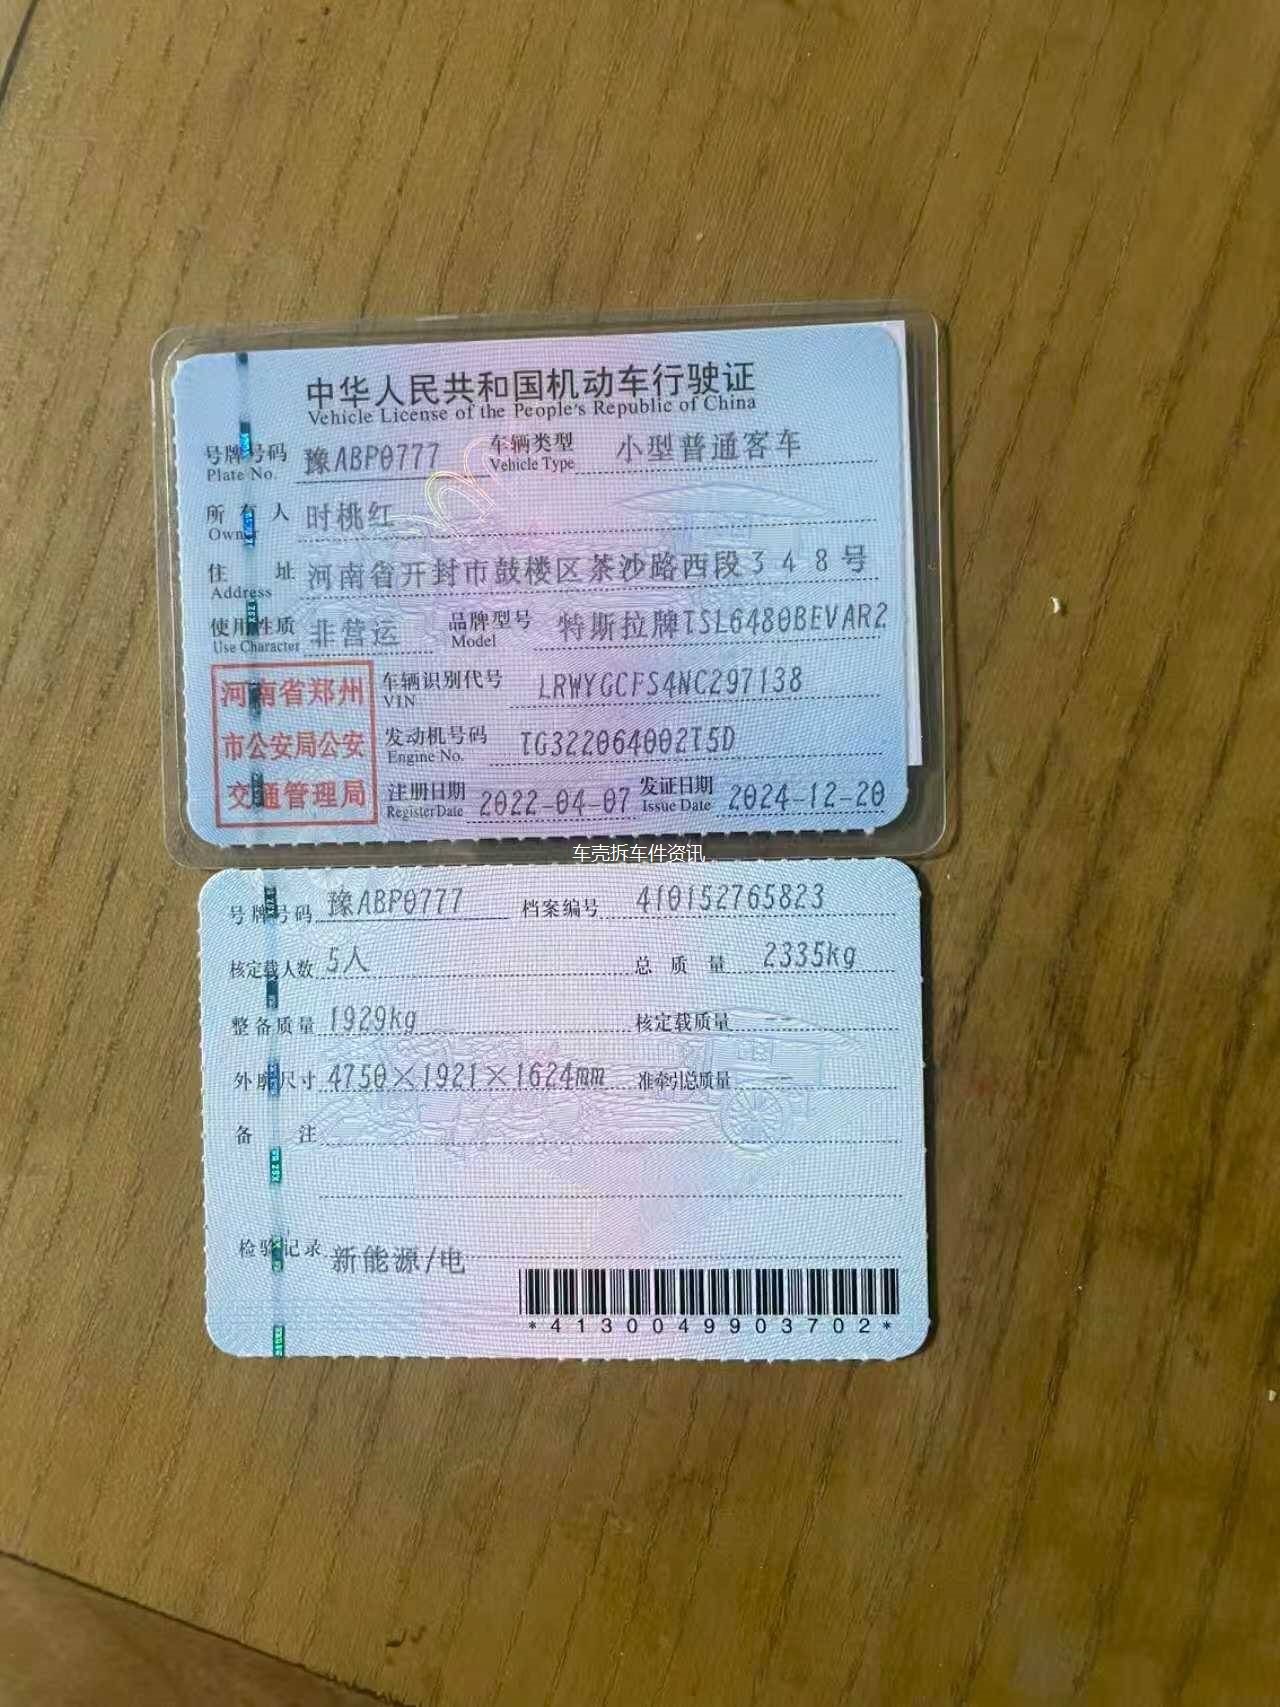 中华人民共和国机动车行驶证
Vehicle License of the People's Republic of China
号牌号码 豫ABP0777 车辆类型 小型普通客车
Plate No. Vehicle Type
所有人 时桃红
Owner
住址 河南省开封市鼓楼区茶沙路西段348号
Address
使用性质 非营运 品牌型号 特斯拉牌TSL6480BEVAR2
Use Character Model
河南省郑州
市公安局公安
交通管理局
车辆识别代号 LRWYGCFS4NC297138
VIN
发动机号码 TG322064002T5D
Engine No.
注册日期 2022-04-07 发证日期 2024-12-20
Register Date Issue Date
车壳拆车件资讯
号牌号码 豫ABP0777 档案编号 410152765823
核定载人数 5人 总质量 2335kg
整备质量 1929kg 核定载质量 --
外廓尺寸 4750×1921×1624mm 准牵引总质量 --
备注
检验记录 新能源/电
*4130049903702*